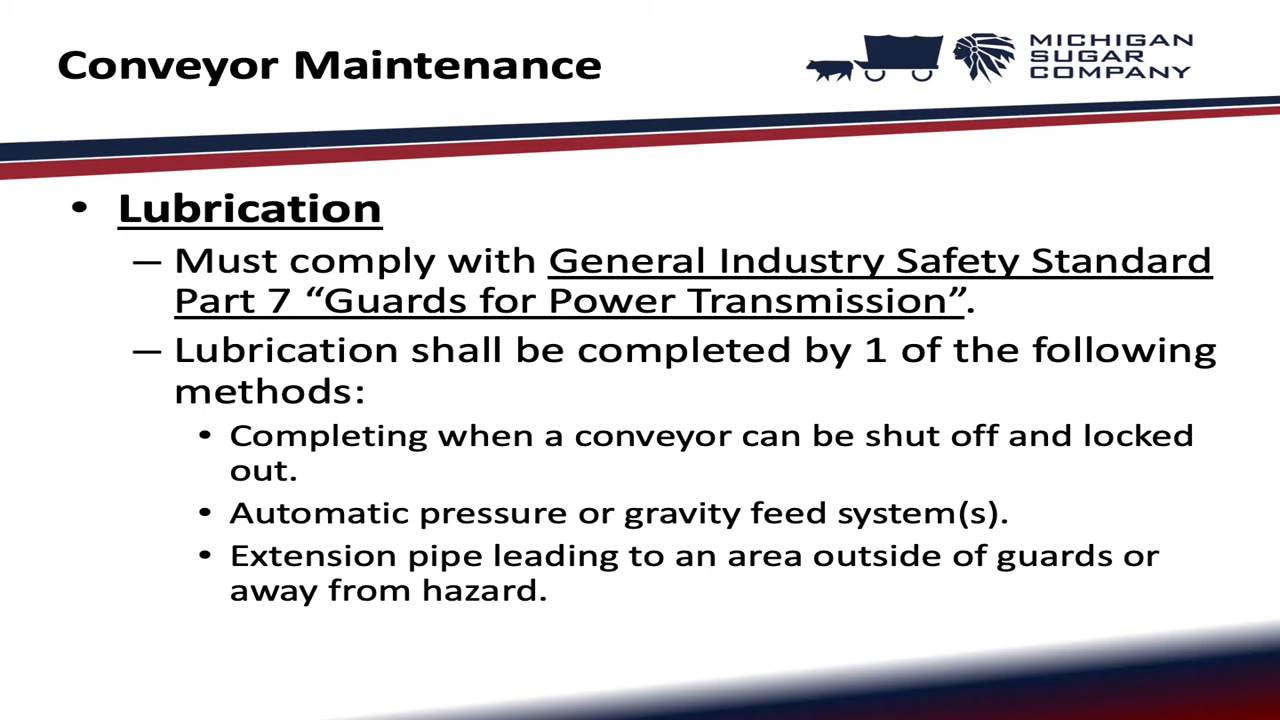 Conveyor Maintenance
MICHIGAN
SUGAR
COMPANY
• Lubrication
– Must comply with General Industry Safety Standard
Part 7 “Guards for Power Transmission”.
– Lubrication shall be completed by 1 of the following
methods:
• Completing when a conveyor can be shut off and locked
out.
• Automatic pressure or gravity feed system(s).
• Extension pipe leading to an area outside of guards or
away from hazard.